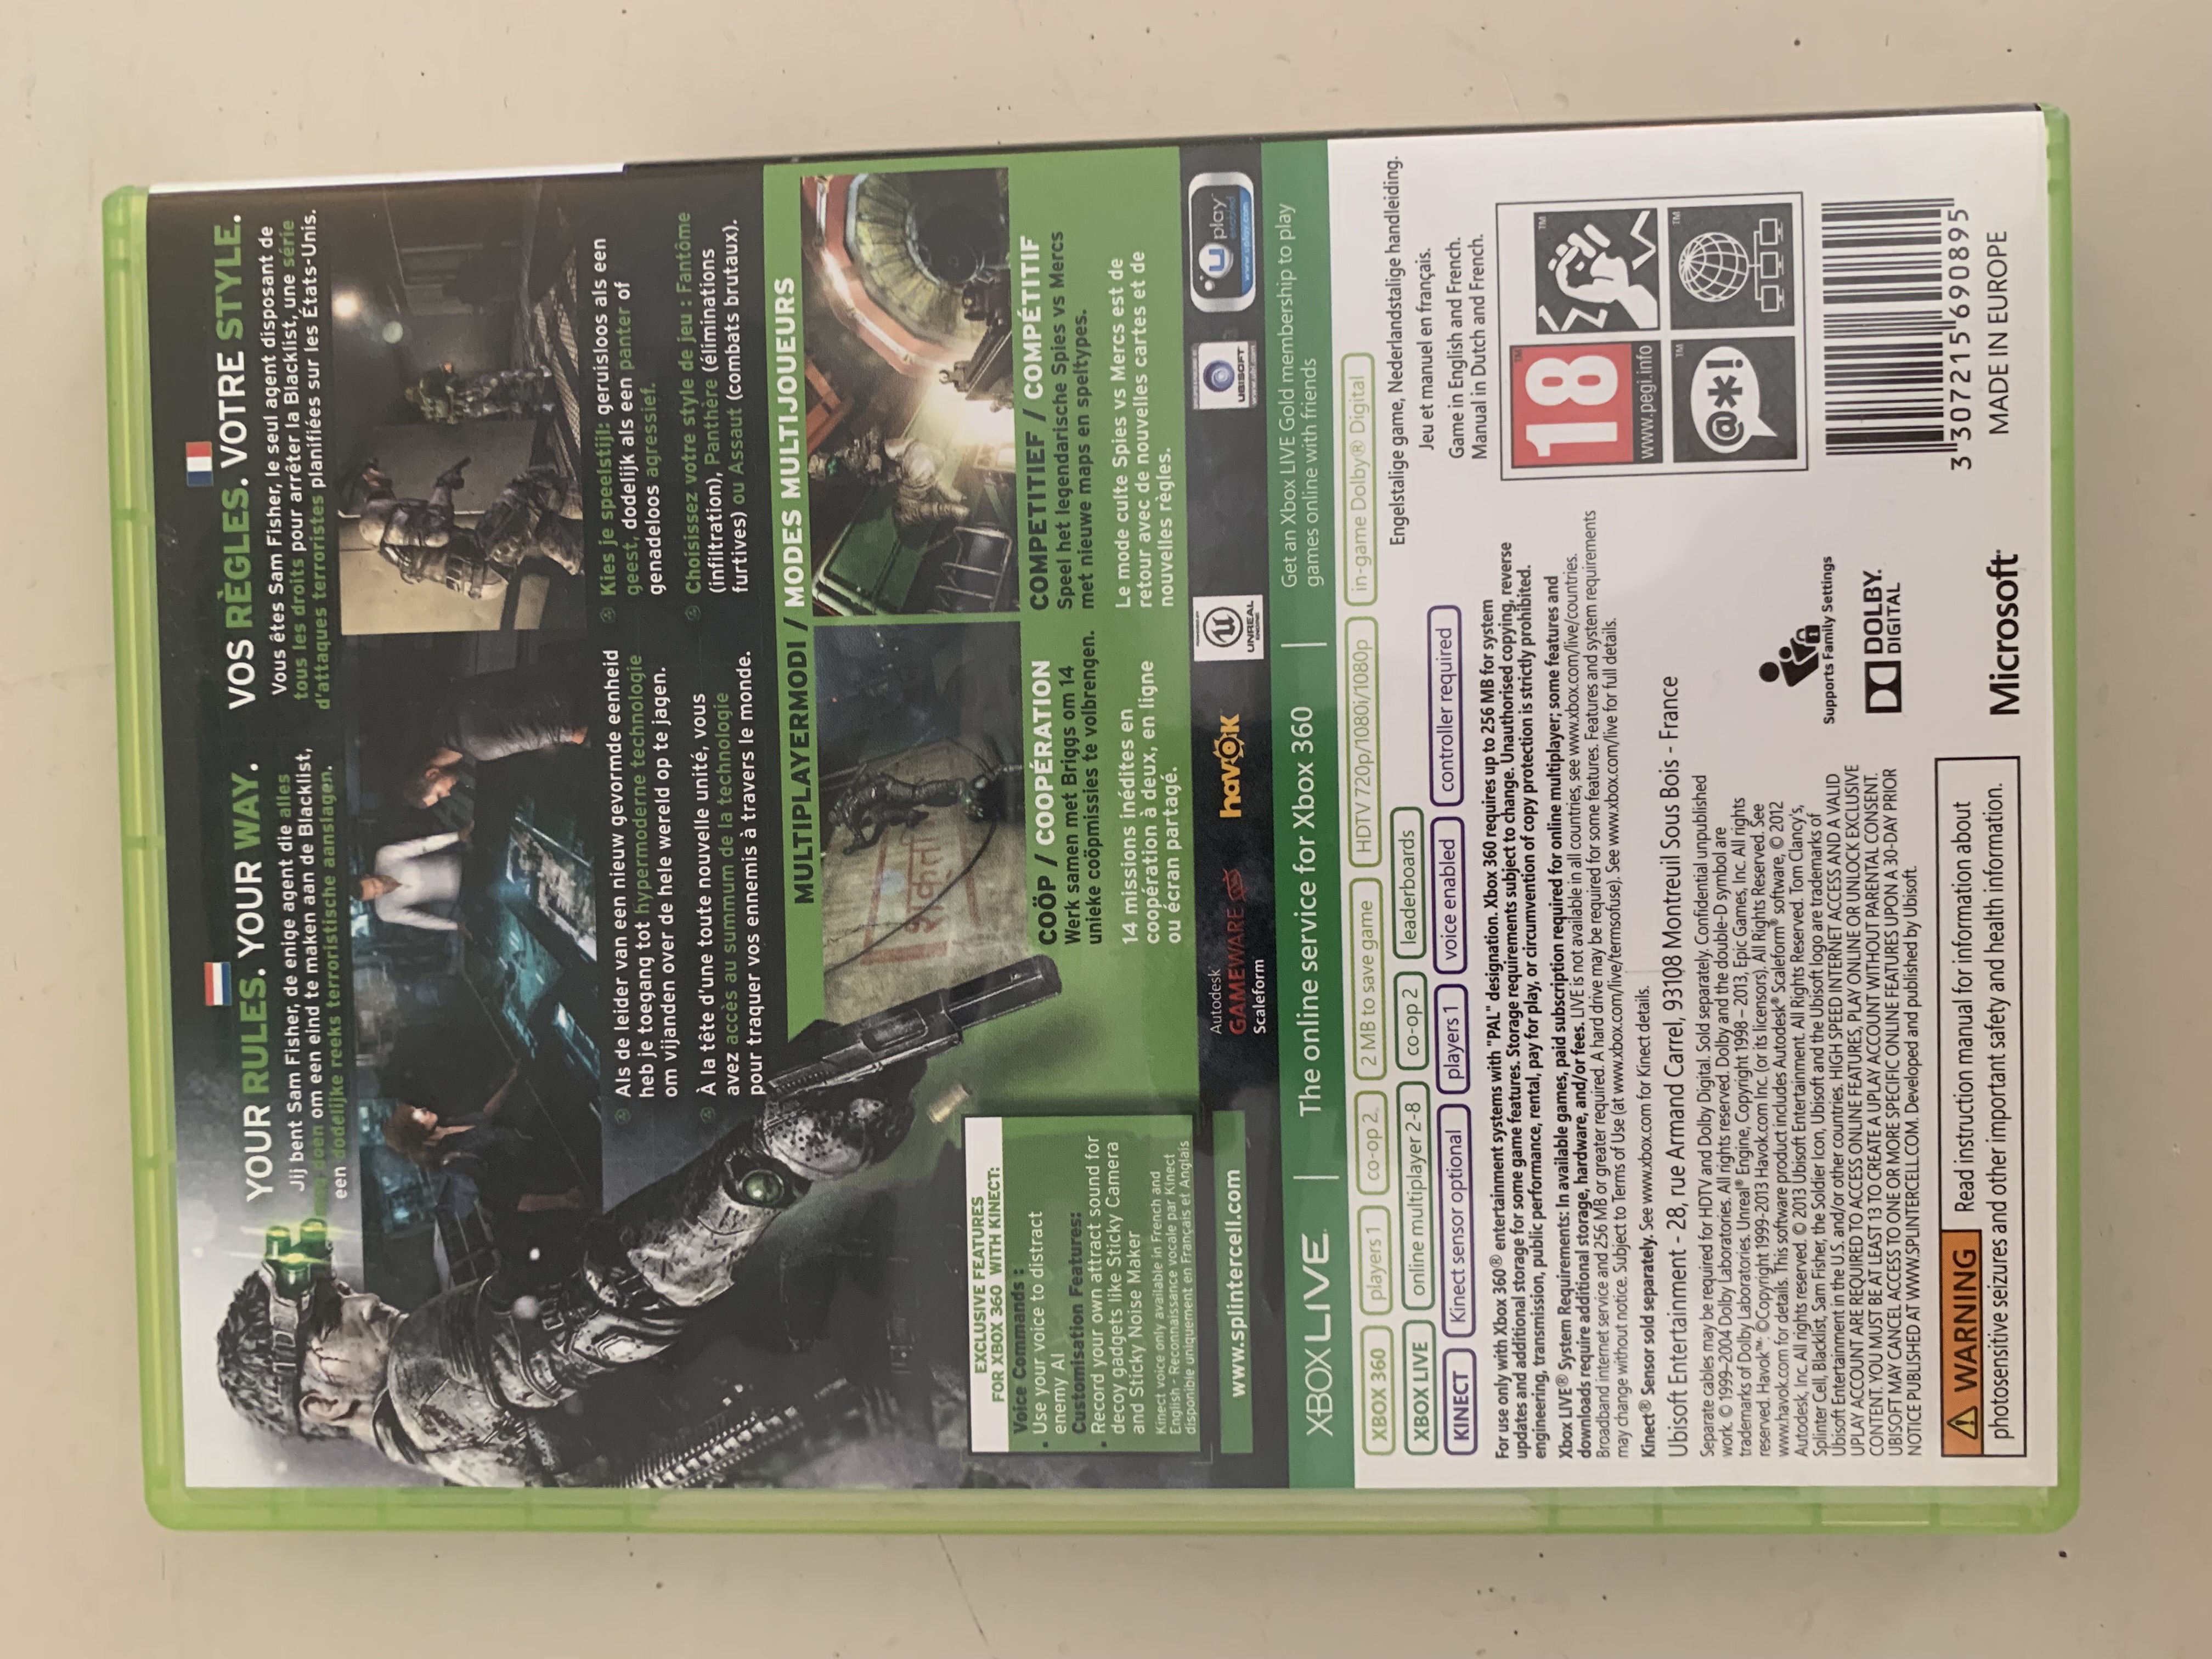 YOUR RULES. YOUR WAY.
Jij bent Sam Fisher, de enige agent die alles
mag doen om een eind te maken aan de Blacklist,
een dodelijke reeks terroristische aanslagen.
VOS RÈGLES. VOTRE STYLE.
Vous êtes Sam Fisher, le seul agent disposant de
tous les droits pour arrêter la Blacklist, une série
d'attaques terroristes planifiées sur les États-Unis.
Als de leider van een nieuw gevormde eenheid
heb je toegang tot hypermoderne technologie
om vijanden over de hele wereld op te jagen.
À la tête d'une toute nouvelle unité, vous
avez accès au summum de la technologie
pour traquer vos ennemis à travers le monde.
Kies je speelstijl: geruisloos als een
geest, dodelijk als een panter of
genadeloos agressief.
Choisissez votre style de jeu : Fantôme
(infiltration), Panthère (éliminations
furtives) ou Assaut (combats brutaux).
MULTIPLAYERMODI / MODES MULTIJOUEURS
शक्ती
COÖP / COOPÉRATION
Werk samen met Briggs om 14
unieke coöpmissies te volbrengen.
14 missions inédites en
coopération à deux, en ligne
ou écran partagé.
COMPETITIEF / COMPÉTITIF
Speel het legendarische Spies vs Mercs
met nieuwe maps en speltypes.
Le mode culte Spies vs Mercs est de
retour avec de nouvelles cartes et de
nouvelles règles.
EXCLUSIVE FEATURES
FOR XBOX 360 WITH KINECT:
Voice Commands :
. Use your voice to distract
enemy AI
Customisation Features:
. Record your own attract sound for
decoy gadgets like Sticky Camera
and Sticky Noise Maker
Kinect voice only available in French and
English - Reconnaissance vocale par Kinect
disponible uniquement en Français et Anglais
www.splintercell.com
Autodesk
GAMEWARE
Scaleform
havok
UNREAL
ENGINE
UBISOFT
www.ubi.com
Uplay
enabled
www.uplay.com
XBOX LIVE
The online service for Xbox 360
Get an Xbox LIVE Gold membership to play
games online with friends
XBOX 360 players 1 co-op 2 2 MB to save game HDTV 720p/1080i/1080p in-game Dolby® Digital
XBOX LIVE online multiplayer 2-8 co-op 2 leaderboards
KINECT Kinect sensor optional players 1 voice enabled controller required
Engelstalige game, Nederlandstalige handleiding.
Jeu et manuel en français.
Game in English and French.
Manual in Dutch and French.
For use only with Xbox 360® entertainment systems with "PAL" designation. Xbox 360 requires up to 256 MB for system
updates and additional storage for some game features. Storage requirements subject to change. Unauthorised copying, reverse
engineering, transmission, public performance, rental, pay for play, or circumvention of copy protection is strictly prohibited.
Xbox LIVE® System Requirements: In available games, paid subscription required for online multiplayer; some features and
downloads require additional storage, hardware, and/or fees. LIVE is not available in all countries, see www.xbox.com/live/countries.
Broadband internet service and 256 MB or greater required. A hard drive may be required for some features. Features and system requirements
may change without notice. Subject to Terms of Use (at www.xbox.com/live/termsofuse). See www.xbox.com/live for full details.
Kinect® Sensor sold separately. See www.xbox.com for Kinect details.
Ubisoft Entertainment - 28, rue Armand Carrel, 93108 Montreuil Sous Bois - France
Separate cables may be required for HDTV and Dolby Digital. Sold separately. Confidential unpublished
work. © 1999–2004 Dolby Laboratories. All rights reserved. Dolby and the double-D symbol are
trademarks of Dolby Laboratories. Unreal® Engine, Copyright 1998 – 2013, Epic Games, Inc. All rights
reserved. Havok™: ©Copyright 1999-2013 Havok.com Inc. (or its licensors). All Rights Reserved. See
www.havok.com for details. This software product includes Autodesk® Scaleform® software, © 2012
Autodesk, Inc. All rights reserved. © 2013 Ubisoft Entertainment. All Rights Reserved. Tom Clancy's,
Splinter Cell, Blacklist, Sam Fisher, the Soldier Icon, Ubisoft and the Ubisoft logo are trademarks of
Ubisoft Entertainment in the U.S. and/or other countries. HIGH SPEED INTERNET ACCESS AND A VALID
UPLAY ACCOUNT ARE REQUIRED TO ACCESS ONLINE FEATURES, PLAY ONLINE OR UNLOCK EXCLUSIVE
CONTENT. YOU MUST BE AT LEAST 13 TO CREATE A UPLAY ACCOUNT WITHOUT PARENTAL CONSENT.
UBISOFT MAY CANCEL ACCESS TO ONE OR MORE SPECIFIC ONLINE FEATURES UPON A 30-DAY PRIOR
NOTICE PUBLISHED AT WWW.SPLINTERCELL.COM. Developed and published by Ubisoft.
WARNING Read instruction manual for information about
photosensitive seizures and other important safety and health information.
Supports Family Settings
DOLBY.
DIGITAL
Microsoft
18
www.pegi.info
@*!
3 307215 690895
MADE IN EUROPE